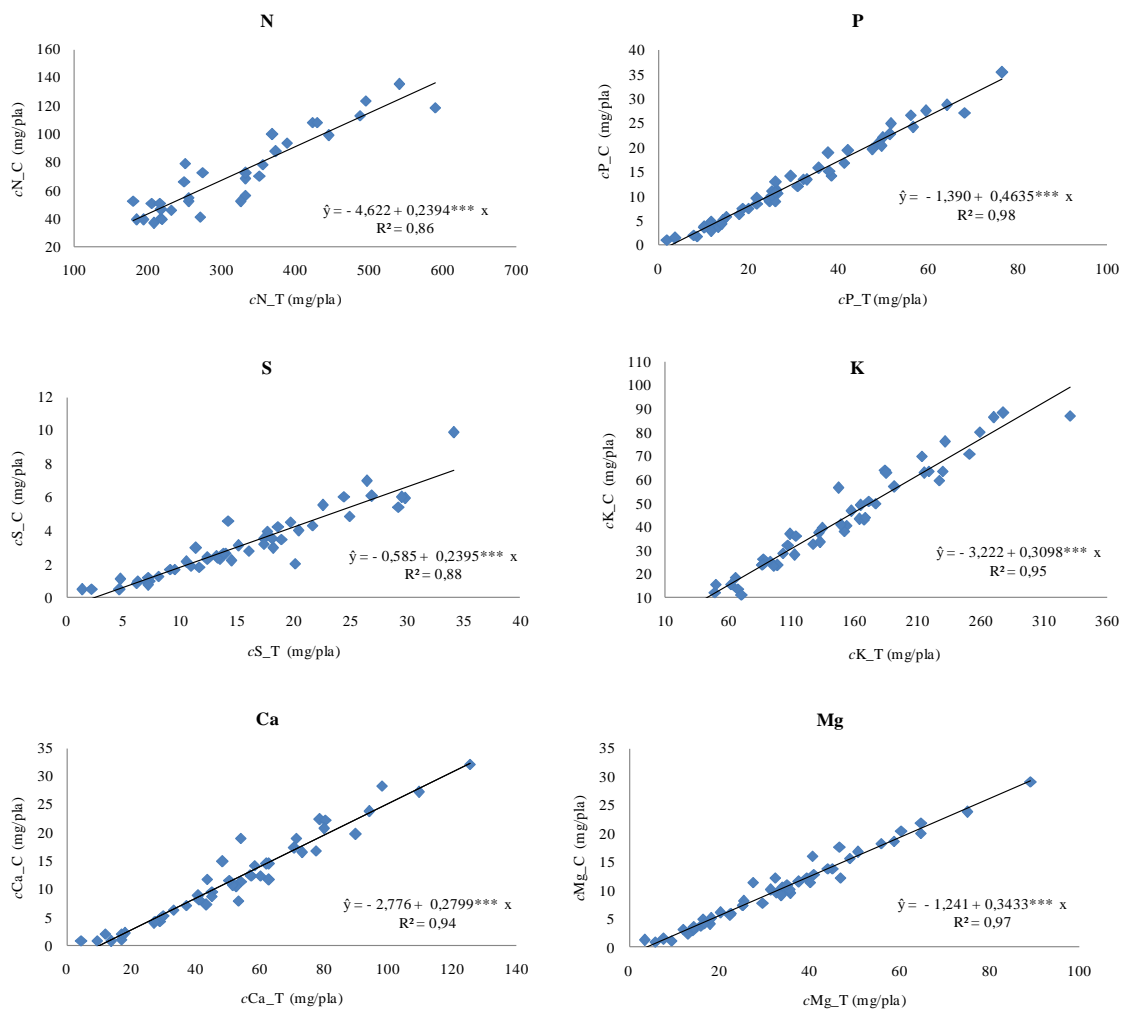 N
160
140
120
100
80
60
40
20
100 200 300 400 500 600 700
cN_C (mg/pla)
cN_T (mg/pla)
ŷ = - 4,622 + 0,2394*** x
R² = 0,86
P
40
35
30
25
20
15
10
5
0
0 20 40 60 80 100
cP_C (mg/pla)
cP_T (mg/pla)
ŷ = - 1,390 + 0,4635*** x
R² = 0,98
S
12
10
8
6
4
2
0
0 5 10 15 20 25 30 35 40
cS_C (mg/pla)
cS_T (mg/pla)
ŷ = - 0,585 + 0,2395*** x
R² = 0,88
K
110
100
90
80
70
60
50
40
30
20
10
10 60 110 160 210 260 310 360
cK_C (mg/pla)
cK_T (mg/pla)
ŷ = - 3,222 + 0,3098*** x
R² = 0,95
Ca
35
30
25
20
15
10
5
0
0 20 40 60 80 100 120 140
cCa_C (mg/pla)
cCa_T (mg/pla)
ŷ = - 2,776 + 0,2799*** x
R² = 0,94
Mg
35
30
25
20
15
10
5
0
0 20 40 60 80 100
cMg_C (mg/pla)
cMg_T (mg/pla)
ŷ = - 1,241 + 0,3433*** x
R² = 0,97